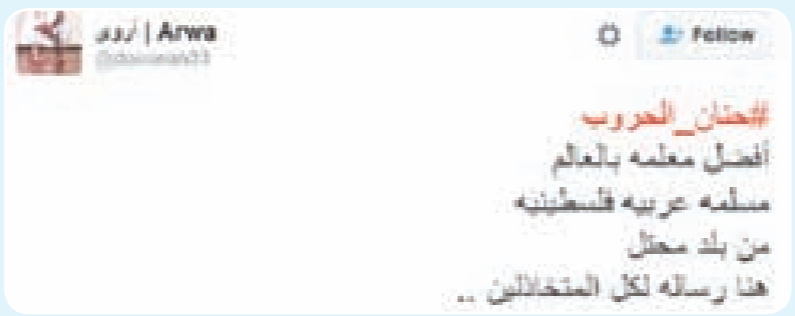 أروى | Arwa
Follow
#حنان_الحروب
أفضل معلمه بالعالم
مسلمه عربيه فلسطينيه
من بلد محتل
هنا رساله لكل المتخاذلين ..